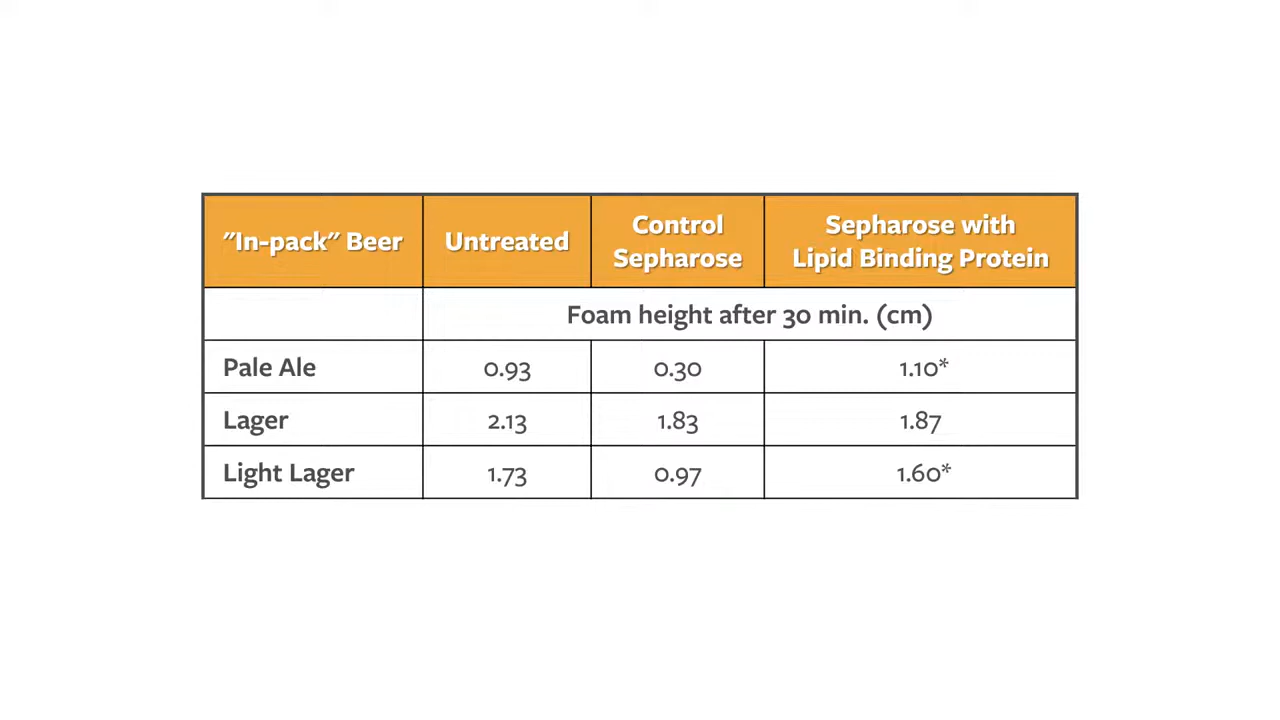 "In-pack" Beer
Untreated
Control
Sepharose
Sepharose with
Lipid Binding Protein
Foam height after 30 min. (cm)
Pale Ale 0.93 0.30 1.10*
Lager 2.13 1.83 1.87
Light Lager 1.73 0.97 1.60*